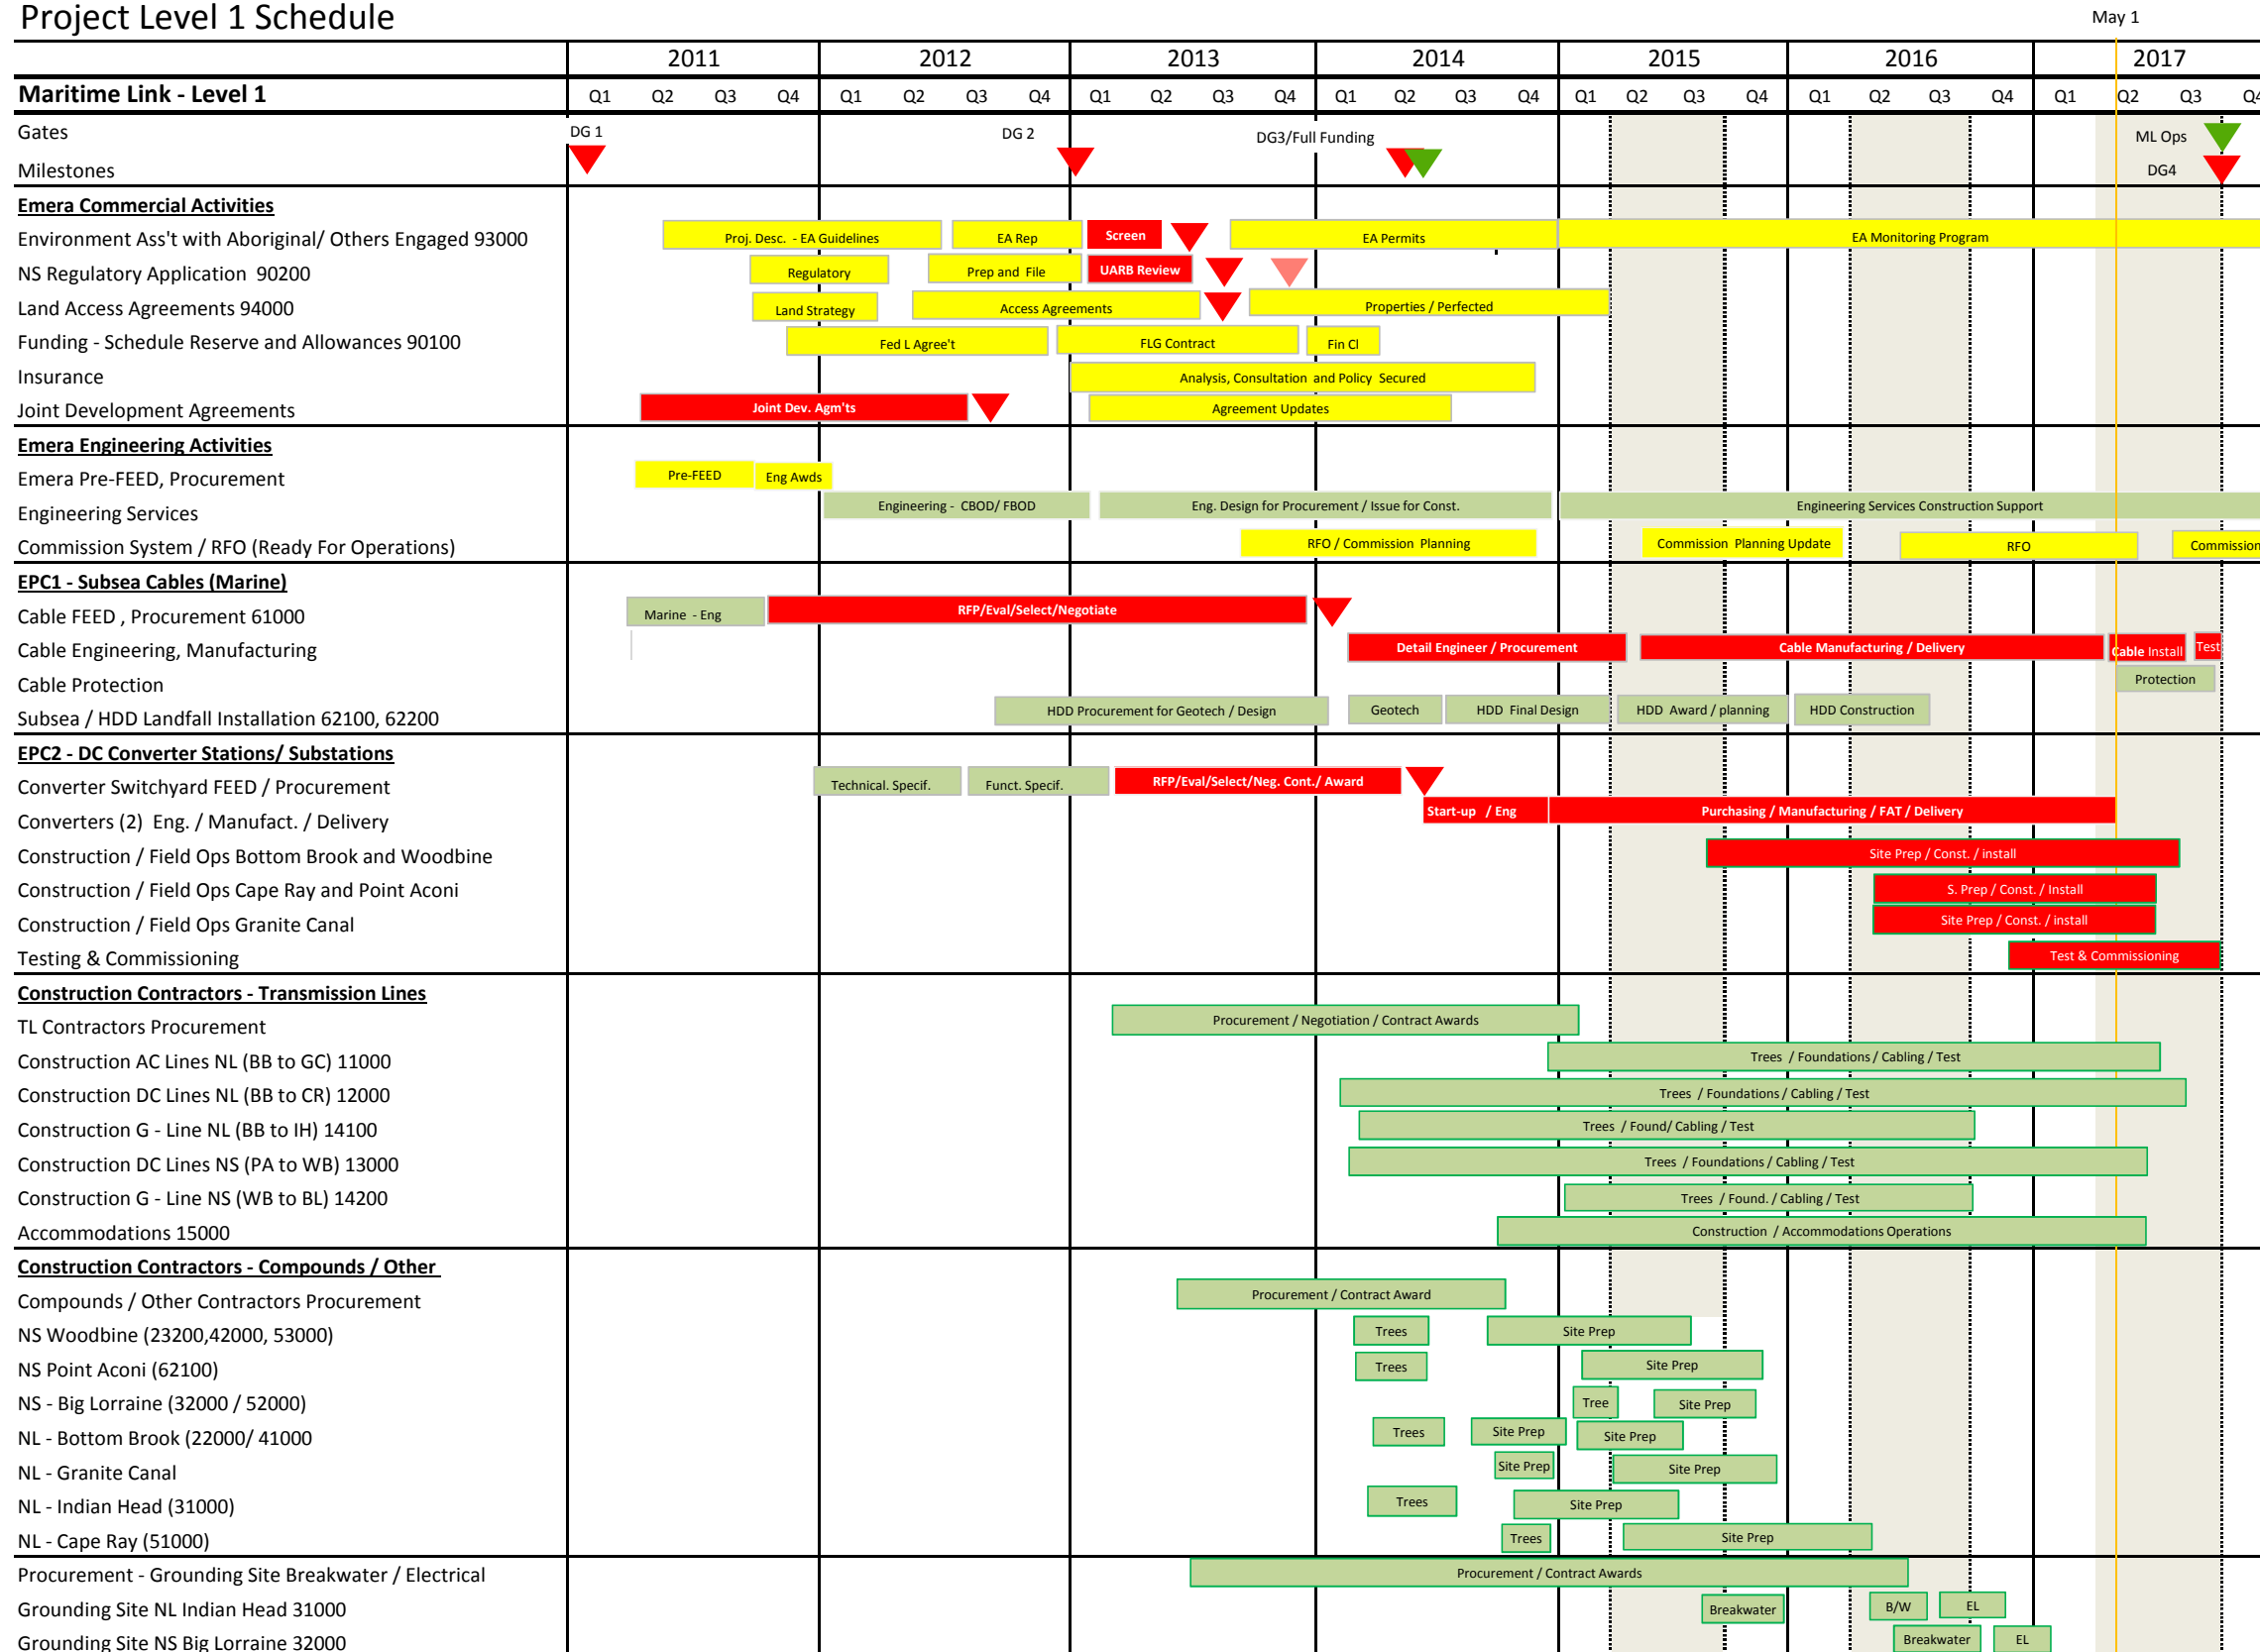 Project Level 1 Schedule
May 1
2011 2012 2013 2014 2015 2016 2017
Maritime Link - Level 1 Q1 Q2 Q3 Q4 Q1 Q2 Q3 Q4 Q1 Q2 Q3 Q4 Q1 Q2 Q3 Q4 Q1 Q2 Q3 Q4 Q1 Q2 Q3 Q4 Q1 Q2 Q3 Q4
Gates DG 1 DG 2 DG3/Full Funding ML Ops
Milestones DG4
Emera Commercial Activities
Environment Ass't with Aboriginal/ Others Engaged 93000 Proj. Desc. - EA Guidelines EA Rep Screen EA Permits EA Monitoring Program
NS Regulatory Application 90200 Regulatory Prep and File UARB Review
Land Access Agreements 94000 Land Strategy Access Agreements Properties / Perfected
Funding - Schedule Reserve and Allowances 90100 Fed L Agree't FLG Contract Fin Cl
Insurance Analysis, Consultation and Policy Secured
Joint Development Agreements Joint Dev. Agm'ts Agreement Updates
Emera Engineering Activities
Emera Pre-FEED, Procurement Pre-FEED Eng Awds
Engineering Services Engineering - CBOD/ FBOD Eng. Design for Procurement / Issue for Const. Engineering Services Construction Support
Commission System / RFO (Ready For Operations) RFO / Commission Planning Commission Planning Update RFO Commission
EPC1 - Subsea Cables (Marine)
Cable FEED , Procurement 61000 Marine - Eng RFP/Eval/Select/Negotiate
Cable Engineering, Manufacturing Detail Engineer / Procurement Cable Manufacturing / Delivery Cable Install Test
Cable Protection Protection
Subsea / HDD Landfall Installation 62100, 62200 HDD Procurement for Geotech / Design Geotech HDD Final Design HDD Award / planning HDD Construction
EPC2 - DC Converter Stations/ Substations
Converter Switchyard FEED / Procurement Technical. Specif. Funct. Specif. RFP/Eval/Select/Neg. Cont./ Award
Converters (2) Eng. / Manufact. / Delivery Start-up / Eng Purchasing / Manufacturing / FAT / Delivery
Construction / Field Ops Bottom Brook and Woodbine Site Prep / Const. / install
Construction / Field Ops Cape Ray and Point Aconi S. Prep / Const. / Install
Construction / Field Ops Granite Canal Site Prep / Const. / install
Testing & Commissioning Test & Commissioning
Construction Contractors - Transmission Lines
TL Contractors Procurement Procurement / Negotiation / Contract Awards
Construction AC Lines NL (BB to GC) 11000 Trees / Foundations / Cabling / Test
Construction DC Lines NL (BB to CR) 12000 Trees / Foundations / Cabling / Test
Construction G - Line NL (BB to IH) 14100 Trees / Found/ Cabling / Test
Construction DC Lines NS (PA to WB) 13000 Trees / Foundations / Cabling / Test
Construction G - Line NS (WB to BL) 14200 Trees / Found. / Cabling / Test
Accommodations 15000 Construction / Accommodations Operations
Construction Contractors - Compounds / Other
Compounds / Other Contractors Procurement Procurement / Contract Award
NS Woodbine (23200,42000, 53000) Trees Site Prep
NS Point Aconi (62100) Trees Site Prep
NS - Big Lorraine (32000 / 52000) Tree Site Prep
NL - Bottom Brook (22000/ 41000 Trees Site Prep Site Prep
NL - Granite Canal Site Prep Site Prep
NL - Indian Head (31000) Trees Site Prep
NL - Cape Ray (51000) Trees Site Prep
Procurement - Grounding Site Breakwater / Electrical Procurement / Contract Awards
Grounding Site NL Indian Head 31000 Breakwater B/W EL
Grounding Site NS Big Lorraine 32000 Breakwater EL